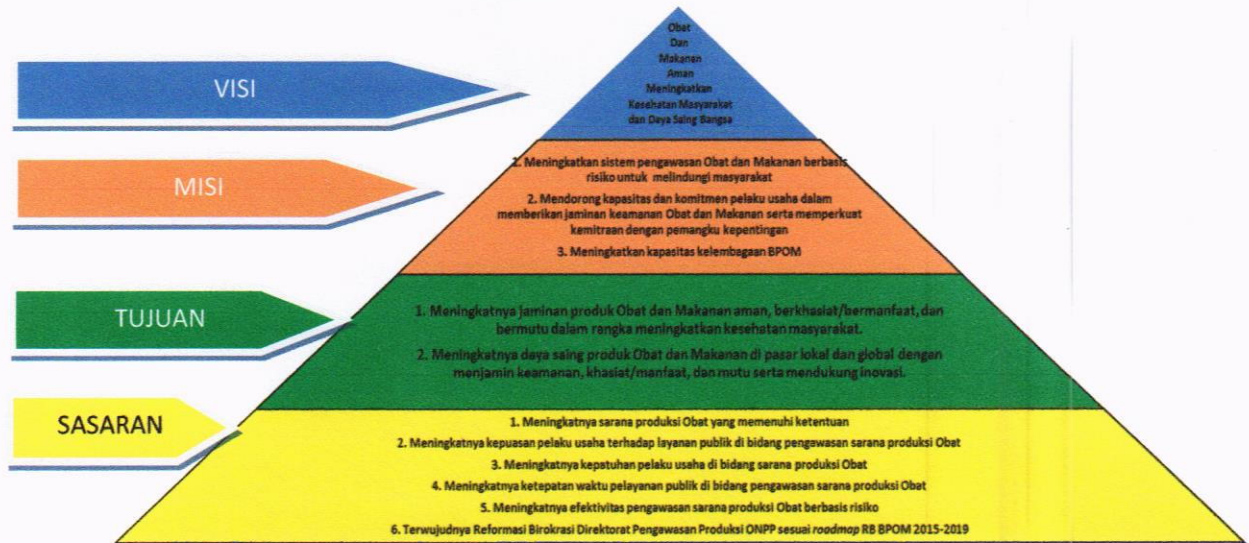 VISI
Obat
Dan
Makanan
Aman
Meningkatkan
Kesehatan Masyarakat
dan Daya Saing Bangsa
MISI
1. Meningkatkan sistem pengawasan Obat dan Makanan berbasis
risiko untuk melindungi masyarakat
2. Mendorong kapasitas dan komitmen pelaku usaha dalam
memberikan jaminan keamanan Obat dan Makanan serta memperkuat
kemitraan dengan pemangku kepentingan
3. Meningkatkan kapasitas kelembagaan BPOM
TUJUAN
1. Meningkatnya jaminan produk Obat dan Makanan aman, berkhasiat/bermanfaat, dan
bermutu dalam rangka meningkatkan kesehatan masyarakat.
2. Meningkatnya daya saing produk Obat dan Makanan di pasar lokal dan global dengan
menjamin keamanan, khasiat/manfaat, dan mutu serta mendukung inovasi.
SASARAN
1. Meningkatnya sarana produksi Obat yang memenuhi ketentuan
2. Meningkatnya kepuasan pelaku usaha terhadap layanan publik di bidang pengawasan sarana produksi Obat
3. Meningkatnya kepatuhan pelaku usaha di bidang sarana produksi Obat
4. Meningkatnya ketepatan waktu pelayanan publik di bidang pengawasan sarana produksi Obat
5. Meningkatnya efektivitas pengawasan sarana produksi Obat berbasis risiko
6. Terwujudnya Reformasi Birokrasi Direktorat Pengawasan Produksi ONPP sesuai roadmap RB BPOM 2015-2019